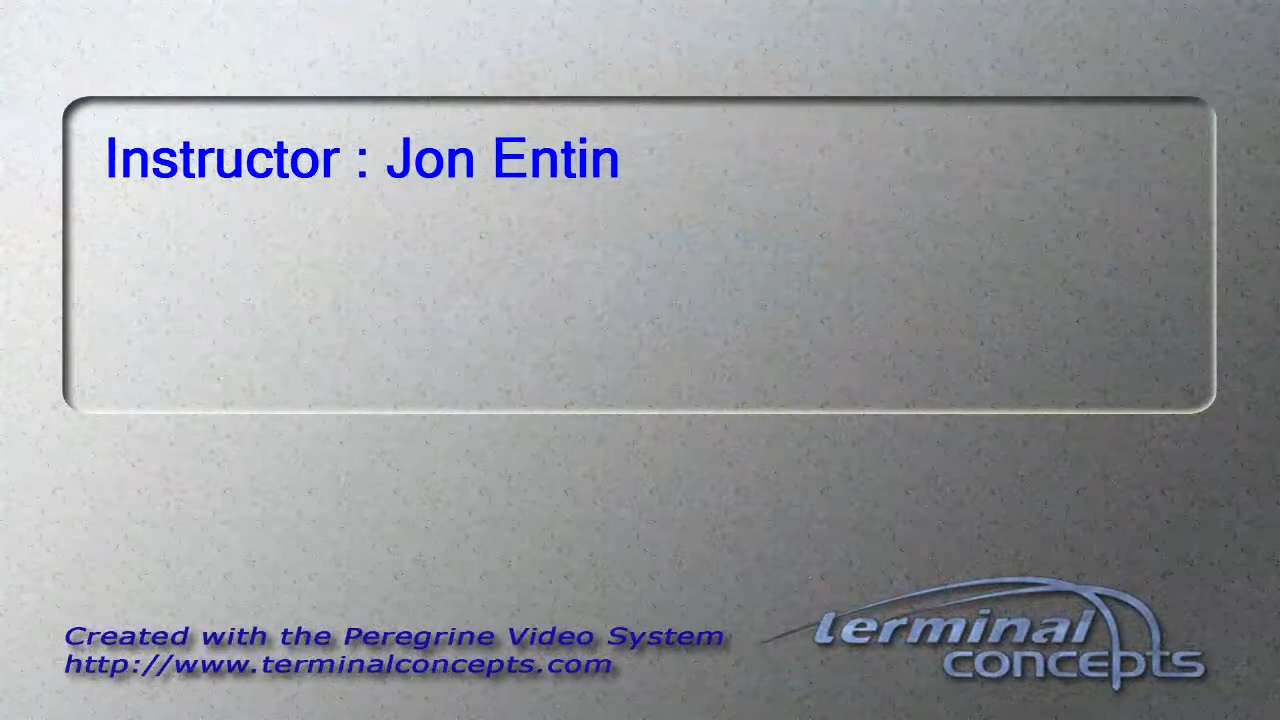 Instructor : Jon Entin
Created with the Peregrine Video System
http://www.terminalconcepts.com
terminal
concepts